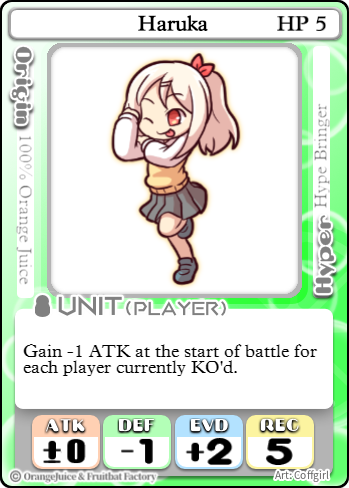 Haruka HP 5
Origin
100% Orange Juice
Hyper
Hype Bringer
UNIT (PLAYER)
Gain -1 ATK at the start of battle for
each player currently KO'd.
ATK DEF EVD REC
±0 -1 +2 5
© OrangeJuice & Fruitbat Factory Art: Coffgirl